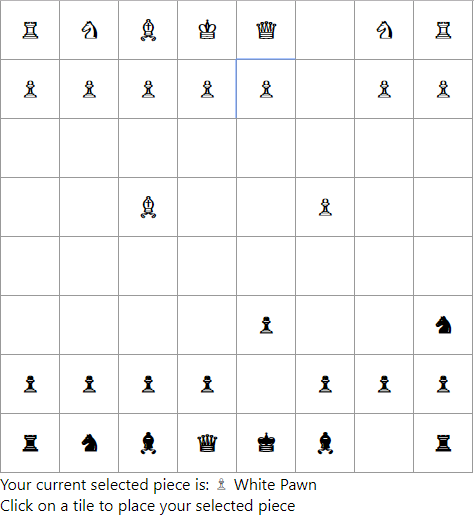 ♖ ♘ ♗ ♔ ♕ ♘ ♖
♙ ♙ ♙ ♙ ♙ ♙ ♙
♗ ♙
♟ ♞
♟ ♟ ♟ ♟ ♟ ♟ ♟
♜ ♞ ♝ ♛ ♚ ♝ ♜
Your current selected piece is: ♙ White Pawn
Click on a tile to place your selected piece